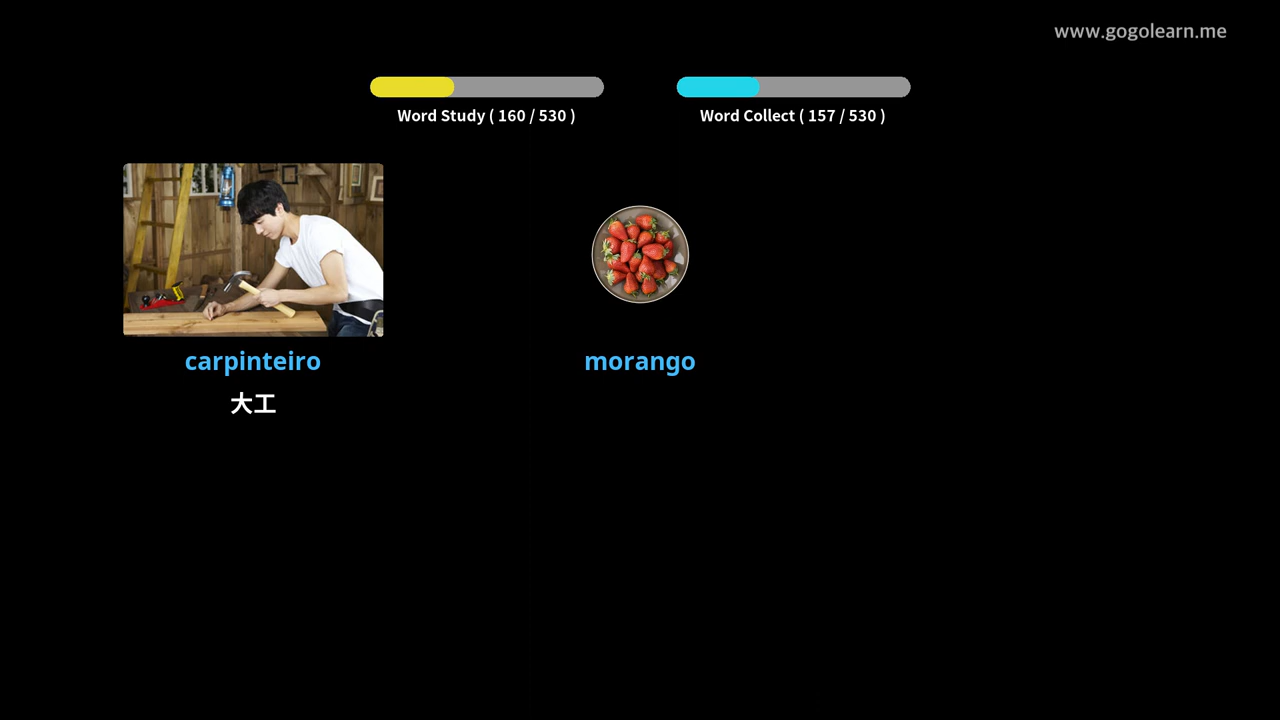 www.gogolearn.me
Word Study ( 160 / 530 )
Word Collect ( 157 / 530 )
carpinteiro
morango
大工